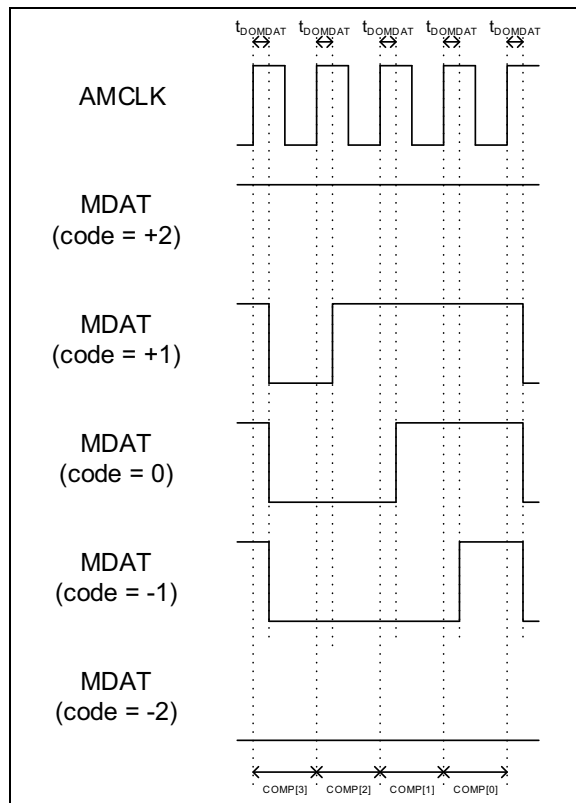 tDOMDAT tDOMDAT tDOMDAT tDOMDAT tDOMDAT
AMCLK
MDAT
(code = +2)
MDAT
(code = +1)
MDAT
(code = 0)
MDAT
(code = -1)
MDAT
(code = -2)
COMP[3] COMP[2] COMP[1] COMP[0]